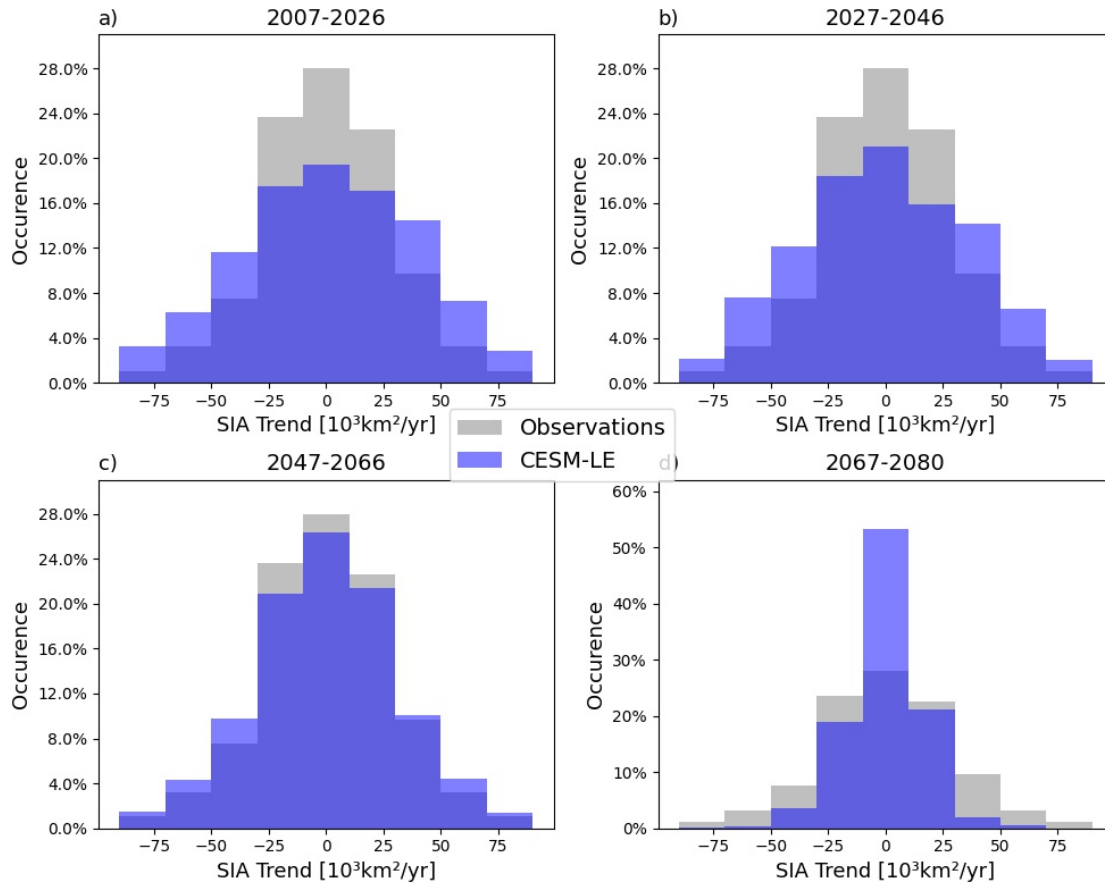 a) 2007-2026
28.0%
24.0%
20.0%
16.0%
12.0%
8.0%
4.0%
0.0%
Occurence
−75 −50 −25 0 25 50 75
SIA Trend [10³km²/yr]
b) 2027-2046
28.0%
24.0%
20.0%
16.0%
12.0%
8.0%
4.0%
0.0%
Occurence
−75 −50 −25 0 25 50 75
SIA Trend [10³km²/yr]
Observations
CESM-LE
c) 2047-2066
28.0%
24.0%
20.0%
16.0%
12.0%
8.0%
4.0%
0.0%
Occurence
−75 −50 −25 0 25 50 75
SIA Trend [10³km²/yr]
d) 2067-2080
60%
50%
40%
30%
20%
10%
0%
Occurence
−75 −50 −25 0 25 50 75
SIA Trend [10³km²/yr]